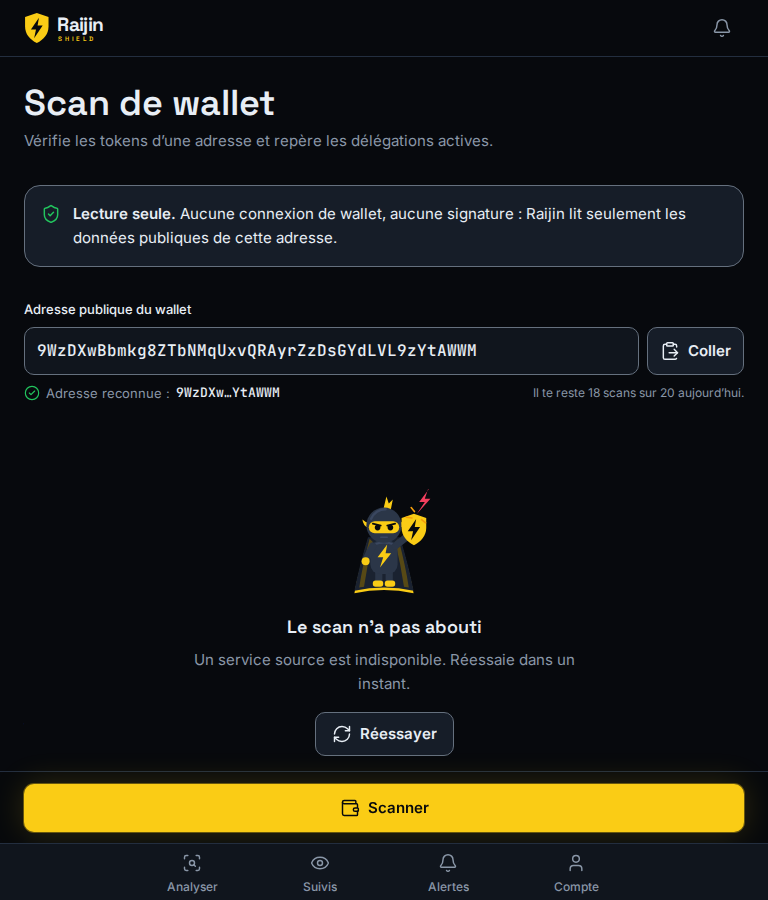 Raijin
SHIELD
Scan de wallet
Vérifie les tokens d’une adresse et repère les délégations actives.
Lecture seule. Aucune connexion de wallet, aucune signature : Raijin lit seulement les
données publiques de cette adresse.
Adresse publique du wallet
9WzDXwBbmkg8ZTbNMqUxvQRAyrZzDsGYdLVL9zYtAWWM
Coller
Adresse reconnue : 9WzDXw…YtAWWM
Il te reste 18 scans sur 20 aujourd’hui.
Le scan n’a pas abouti
Un service source est indisponible. Réessaie dans un
instant.
Réessayer
Scanner
Analyser
Suivis
Alertes
Compte